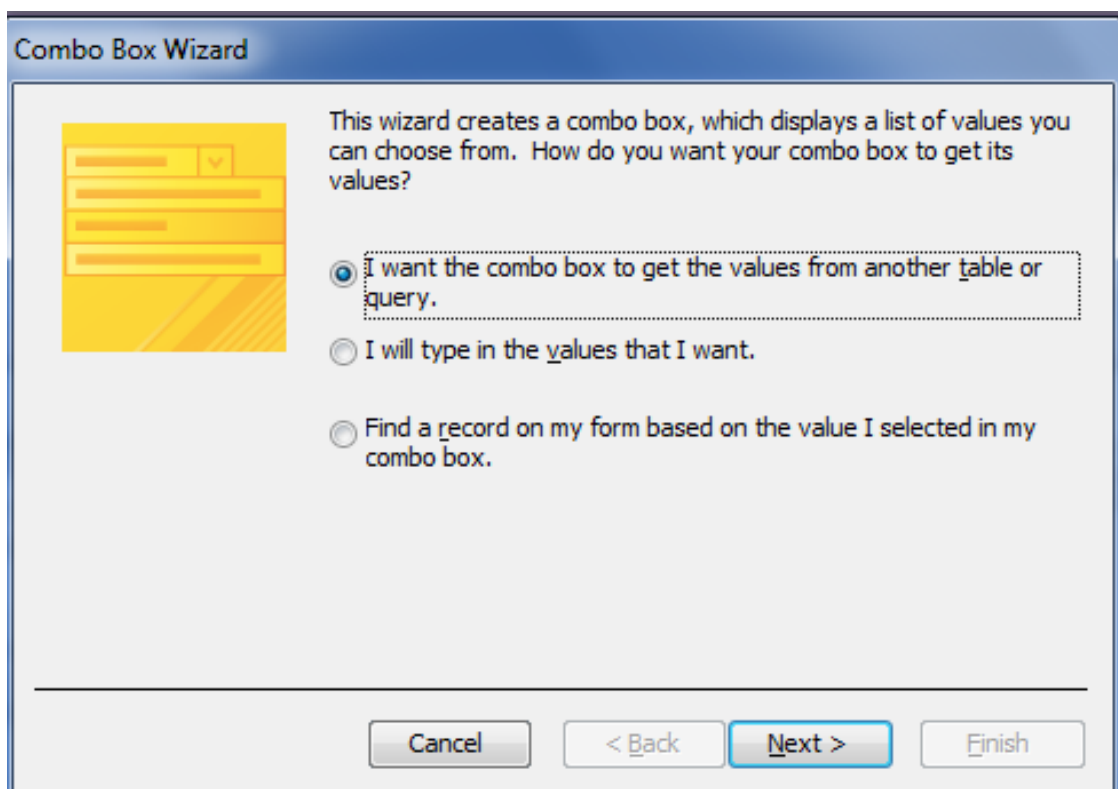 Combo Box Wizard
This wizard creates a combo box, which displays a list of values you
can choose from.  How do you want your combo box to get its
values?
I want the combo box to get the values from another table or
query.
I will type in the values that I want.
Find a record on my form based on the value I selected in my
combo box.
Cancel
< Back
Next >
Finish